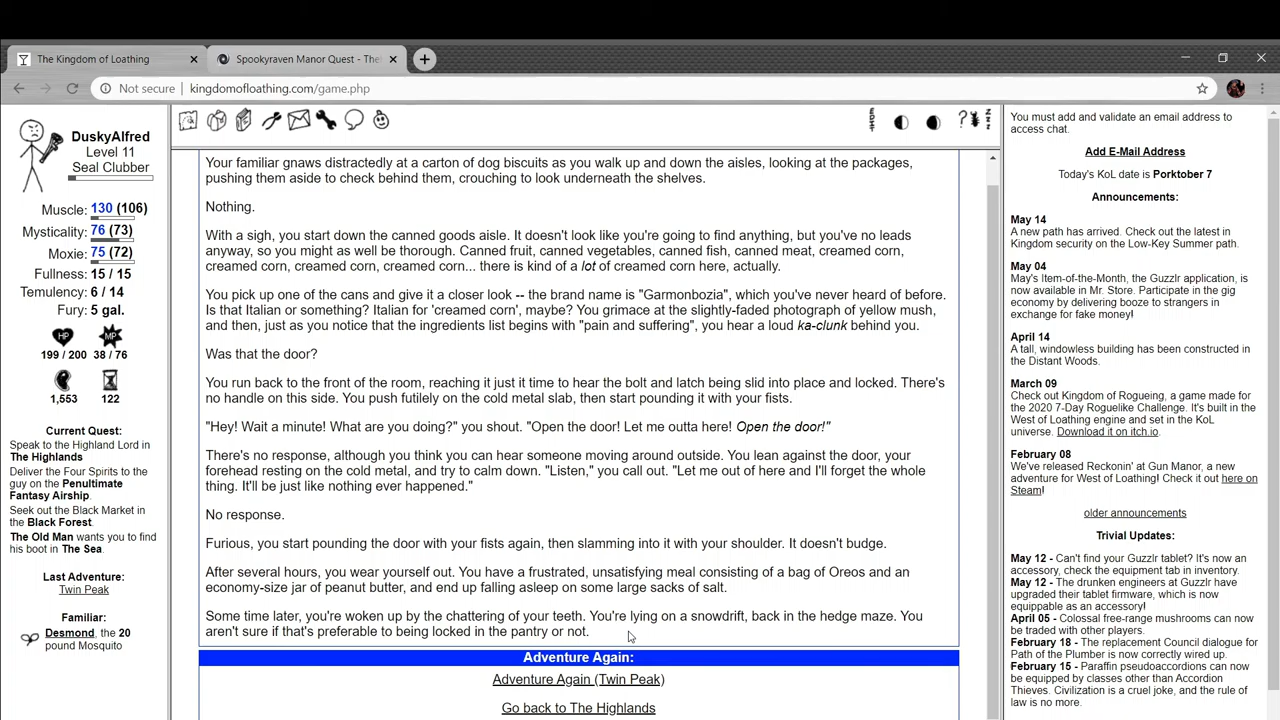 The Kingdom of Loathing
Spookyraven Manor Quest - The
Not secure
kingdomofloathing.com/game.php
DuskyAlfred
Level 11
Seal Clubber
Muscle: 130 (106)
Mysticality: 76 (73)
Moxie: 75 (72)
Fullness: 15 / 15
Temulency: 6 / 14
Fury: 5 gal.
HP
MP
199 / 200 38 / 76
1,553 122
Current Quest:
Speak to the Highland Lord in
The Highlands
Deliver the Four Spirits to the
guy on the Penultimate
Fantasy Airship.
Seek out the Black Market in
the Black Forest.
The Old Man wants you to find
his boot in The Sea.
Last Adventure:
Twin Peak
Familiar:
Desmond, the 20
pound Mosquito
EDIT
Your familiar gnaws distractedly at a carton of dog biscuits as you walk up and down the aisles, looking at the packages,
pushing them aside to check behind them, crouching to look underneath the shelves.
Nothing.
With a sigh, you start down the canned goods aisle. It doesn't look like you're going to find anything, but you've no leads
anyway, so you might as well be thorough. Canned fruit, canned vegetables, canned fish, canned meat, creamed corn,
creamed corn, creamed corn, creamed corn... there is kind of a lot of creamed corn here, actually.
You pick up one of the cans and give it a closer look -- the brand name is "Garmonbozia", which you've never heard of before.
Is that Italian or something? Italian for 'creamed corn', maybe? You grimace at the slightly-faded photograph of yellow mush,
and then, just as you notice that the ingredients list begins with "pain and suffering", you hear a loud ka-clunk behind you.
Was that the door?
You run back to the front of the room, reaching it just it time to hear the bolt and latch being slid into place and locked. There's
no handle on this side. You push futilely on the cold metal slab, then start pounding it with your fists.
"Hey! Wait a minute! What are you doing?" you shout. "Open the door! Let me outta here! Open the door!"
There's no response, although you think you can hear someone moving around outside. You lean against the door, your
forehead resting on the cold metal, and try to calm down. "Listen," you call out. "Let me out of here and I'll forget the whole
thing. It'll be just like nothing ever happened."
No response.
Furious, you start pounding the door with your fists again, then slamming into it with your shoulder. It doesn't budge.
After several hours, you wear yourself out. You have a frustrated, unsatisfying meal consisting of a bag of Oreos and an
economy-size jar of peanut butter, and end up falling asleep on some large sacks of salt.
Some time later, you're woken up by the chattering of your teeth. You're lying on a snowdrift, back in the hedge maze. You
aren't sure if that's preferable to being locked in the pantry or not.
Adventure Again:
Adventure Again (Twin Peak)
Go back to The Highlands
You must add and validate an email address to
access chat.
Add E-Mail Address
Today's KoL date is Porktober 7
Announcements:
May 14
A new path has arrived. Check out the latest in
Kingdom security on the Low-Key Summer path.
May 04
May's Item-of-the-Month, the Guzzlr application, is
now available in Mr. Store. Participate in the gig
economy by delivering booze to strangers in
exchange for fake money!
April 14
A tall, windowless building has been constructed in
the Distant Woods.
March 09
Check out Kingdom of Rogueing, a game made for
the 2020 7-Day Roguelike Challenge. It's built in the
West of Loathing engine and set in the KoL
universe. Download it on itch.io.
February 08
We've released Reckonin' at Gun Manor, a new
adventure for West of Loathing! Check it out here on
Steam!
older announcements
Trivial Updates:
May 12 - Can't find your Guzzlr tablet? It's now an
accessory, check the equipment tab in inventory.
May 12 - The drunken engineers at Guzzlr have
upgraded their tablet firmware, which is now
equippable as an accessory!
April 05 - Colossal free-range mushrooms can now
be traded with other players.
February 18 - The replacement Council dialogue for
Path of the Plumber is now correctly wired up.
February 15 - Paraffin pseudoaccordions can now
be equipped by classes other than Accordion
Thieves. Civilization is a cruel joke, and the rule of
law is no more.